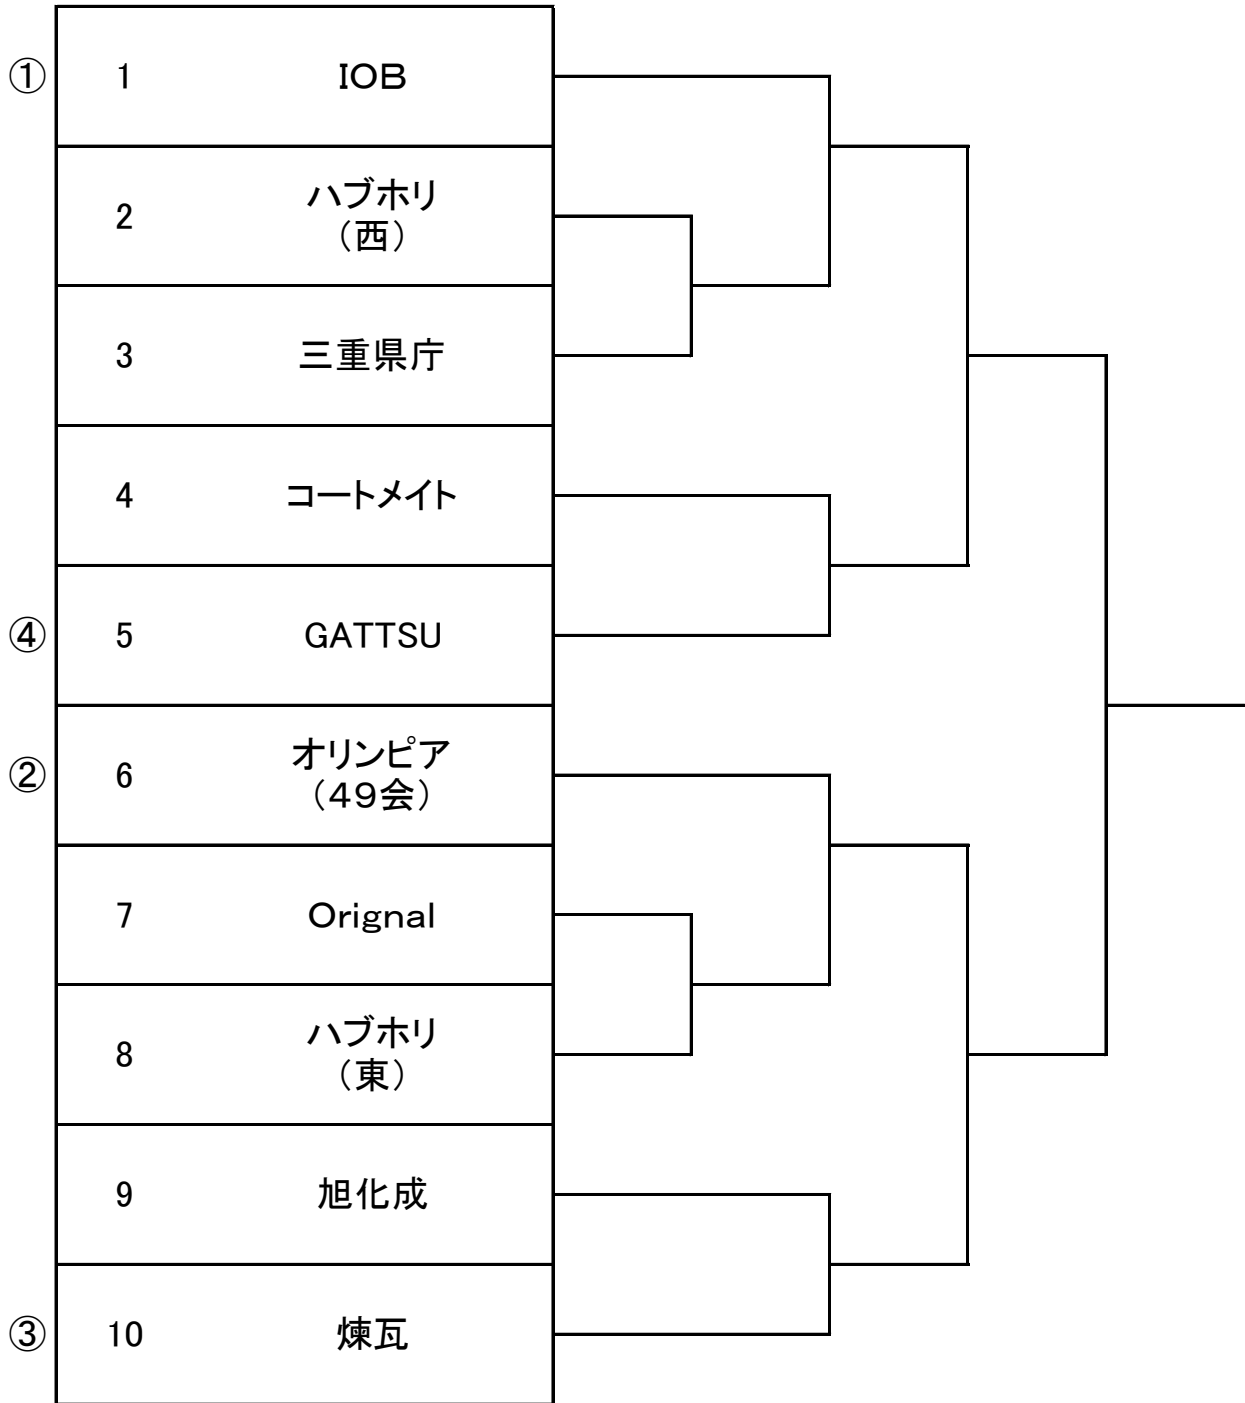 ① 1 IOB
2 ハブホリ
（西）
3 三重県庁
4 コートメイト
④ 5 GATTSU
② 6 オリンピア
（49会）
7 Orignal
8 ハブホリ
（東）
9 旭化成
③ 10 煉瓦